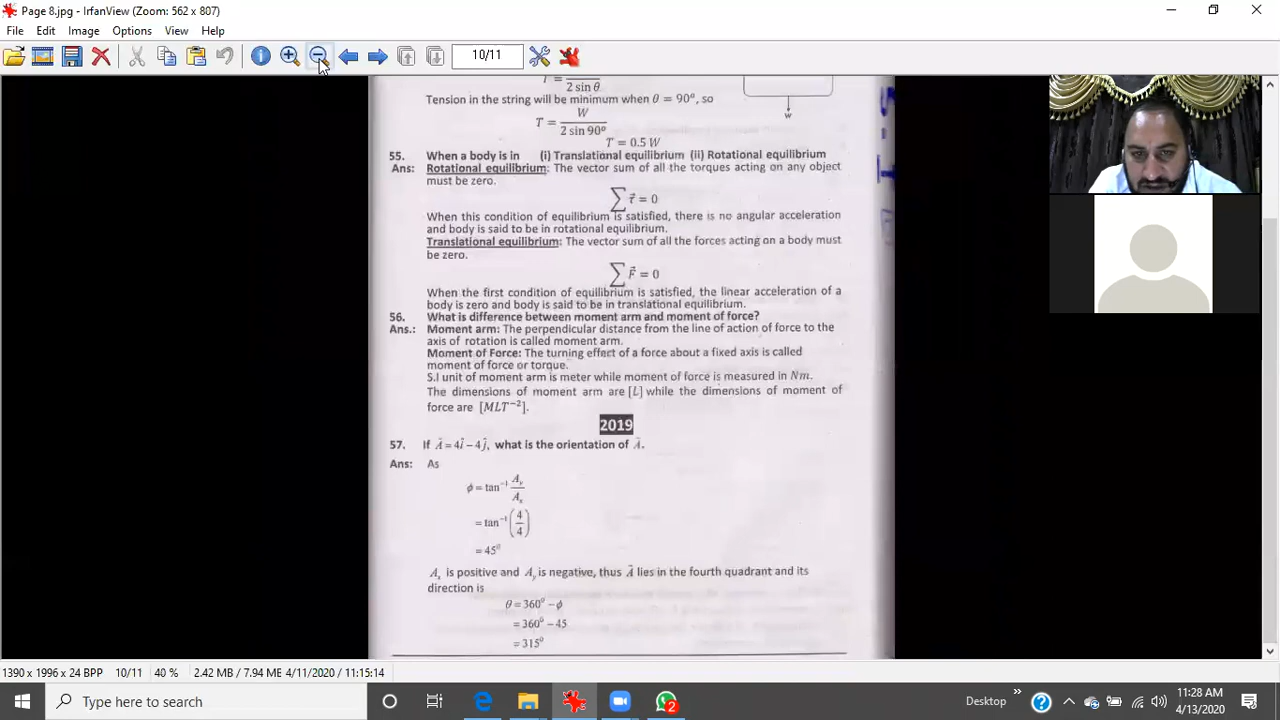 Page 8.jpg - IrfanView (Zoom: 562 x 807)
File Edit Image Options View Help
10/11
2 sin θ
Tension in the string will be minimum when θ = 90°, so
T = W / 2 sin 90°
T = 0.5 W
w
55. When a body is in (i) Translational equilibrium (ii) Rotational equilibrium
Ans: Rotational equilibrium: The vector sum of all the torques acting on any object
must be zero.
∑ τ⃗ = 0
When this condition of equilibrium is satisfied, there is no angular acceleration
and body is said to be in rotational equilibrium.
Translational equilibrium: The vector sum of all the forces acting on a body must
be zero.
∑ F⃗ = 0
When the first condition of equilibrium is satisfied, the linear acceleration of a
body is zero and body is said to be in translational equilibrium.
56. What is difference between moment arm and moment of force?
Ans.: Moment arm: The perpendicular distance from the line of action of force to the
axis of rotation is called moment arm.
Moment of Force: The turning effect of a force about a fixed axis is called
moment of force or torque.
S.I unit of moment arm is meter while moment of force is measured in Nm.
The dimensions of moment arm are [L] while the dimensions of moment of
force are [MLT⁻²].
2019
57. If A⃗ = 4î − 4ĵ, what is the orientation of A⃗.
Ans: As
ϕ = tan⁻¹ Ay / Ax
= tan⁻¹ (4/4)
= 45⁰
Ax is positive and Ay is negative, thus A⃗ lies in the fourth quadrant and its
direction is
θ = 360⁰ − ϕ
= 360⁰ − 45
= 315⁰
1390 x 1996 x 24 BPP 10/11 40 % 2.42 MB / 7.94 MB 4/11/2020 / 11:15:14
Type here to search
2
Desktop
11:28 AM
4/13/2020